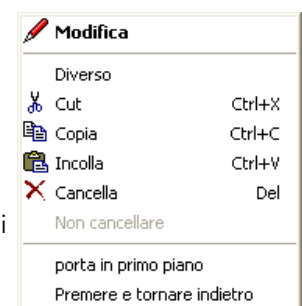 Modifica
Diverso
Cut Ctrl+X
Copia Ctrl+C
Incolla Ctrl+V
Cancella Del
i Non cancellare
porta in primo piano
Premere e tornare indietro